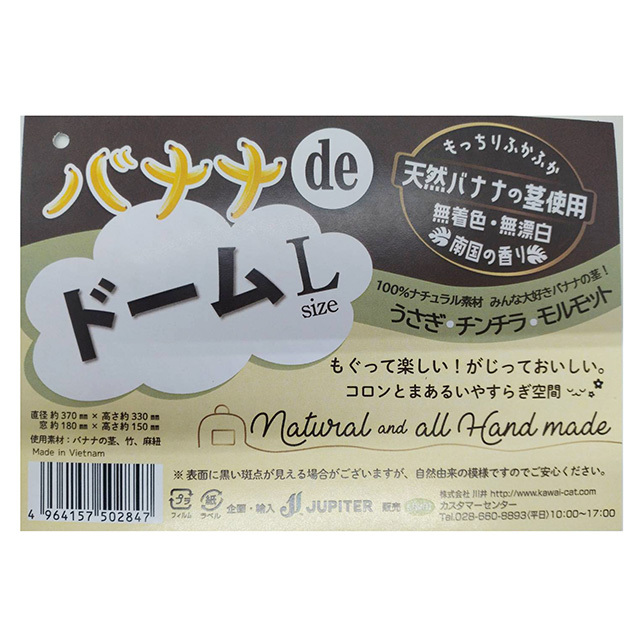 バナナ de
ドーム L
size
もっちりふかふか
天然バナナの茎使用
無着色・無漂白
南国の香り
100%ナチュラル素材 みんな大好きバナナの茎！
うさぎ・チンチラ・モルモット
もぐって楽しい！がじっておいしい。
コロンとまあるいやすらぎ空間
直径 約370㎜×高さ約330㎜
窓 約180㎜×高さ約150㎜
使用素材：バナナの茎、竹、麻紐
Made in Vietnam
Natural and all Hand made
※ 表面に黒い斑点が見える場合がございますが、自然由来の模様ですのでご安心ください。
4 964157 502847
プラ
フィルム
紙
ラベル
企画・輸入 JUPITER 販売
株式会社 川井 http://www.kawai-cat.com
カスタマーセンター
Tel.028-660-8893(平日)10:00〜17:00